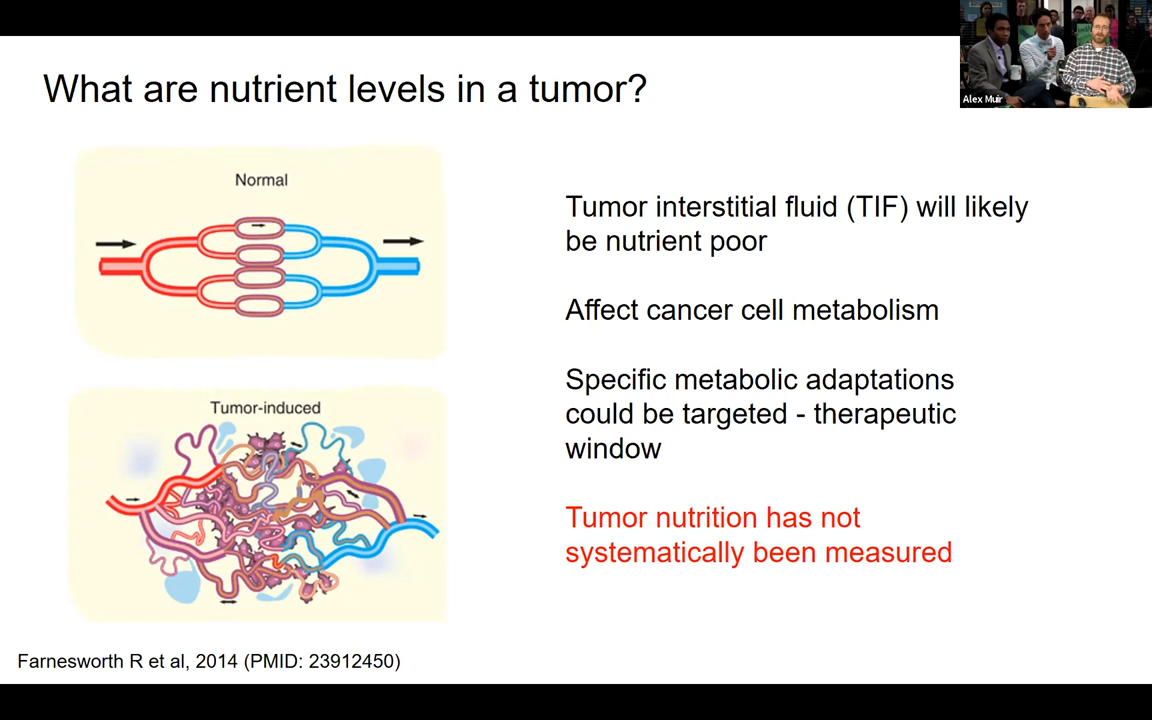 What are nutrient levels in a tumor?
Alex Muir
Normal
Tumor-induced
Tumor interstitial fluid (TIF) will likely
be nutrient poor
Affect cancer cell metabolism
Specific metabolic adaptations
could be targeted - therapeutic
window
Tumor nutrition has not
systematically been measured
Farnesworth R et al, 2014 (PMID: 23912450)